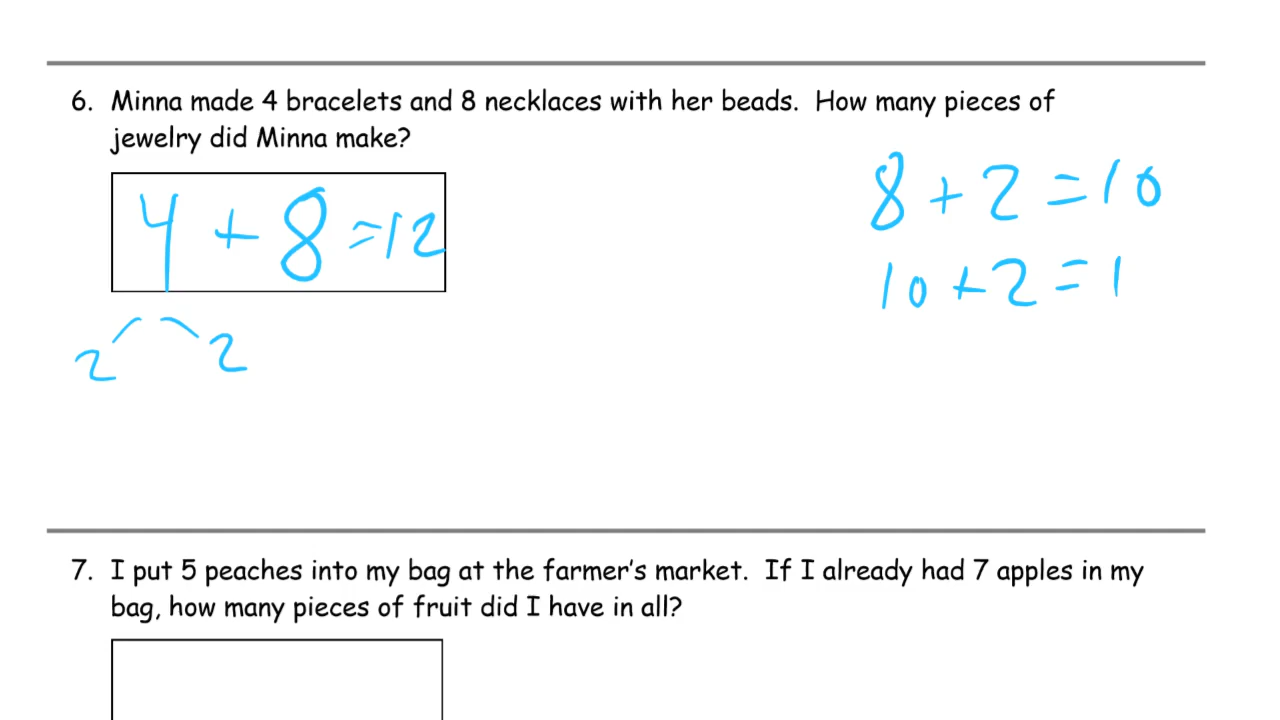 6. Minna made 4 bracelets and 8 necklaces with her beads. How many pieces of
jewelry did Minna make?
4 + 8 = 12
2 2
8 + 2 = 10
10 + 2 = 1
7. I put 5 peaches into my bag at the farmer's market. If I already had 7 apples in my
bag, how many pieces of fruit did I have in all?